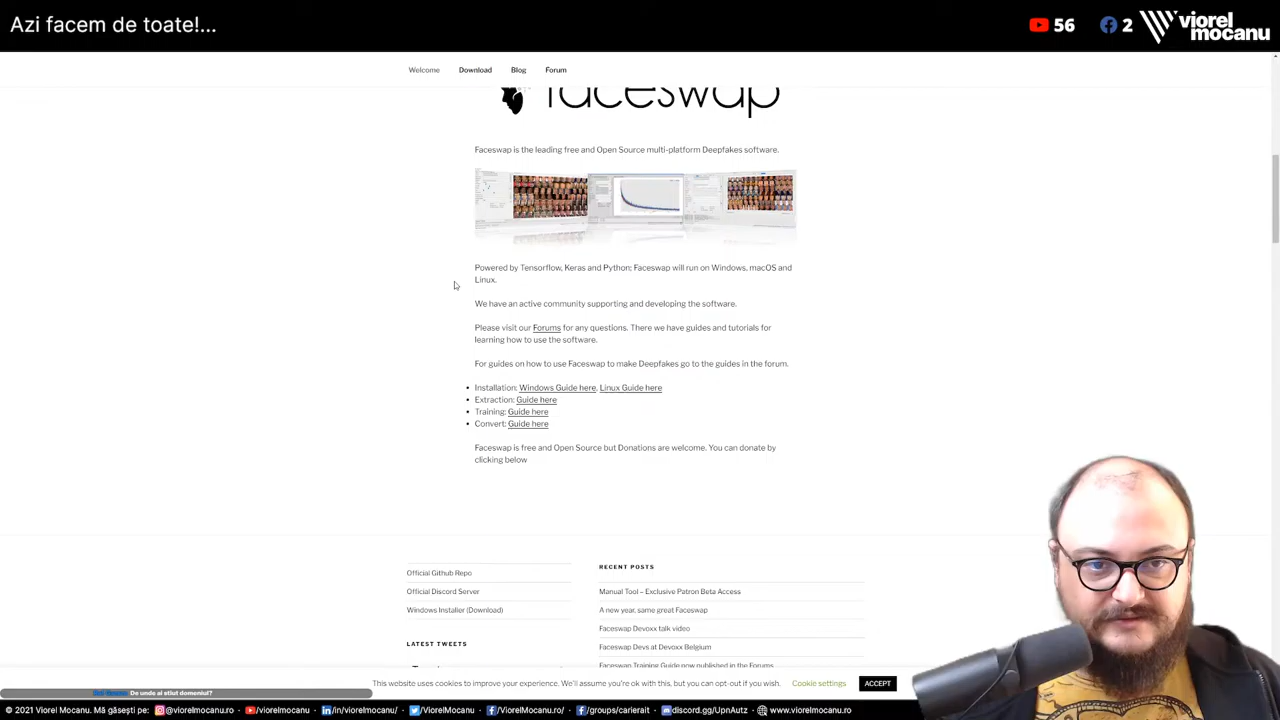 Azi facem de toate!...
56
2
viorel
mocanu
Welcome Download Blog Forum
faceswap
Faceswap is the leading free and Open Source multi-platform Deepfakes software.
Powered by Tensorflow, Keras and Python; Faceswap will run on Windows, macOS and
Linux.
We have an active community supporting and developing the software.
Please visit our Forums for any questions. There we have guides and tutorials for
learning how to use the software.
For guides on how to use Faceswap to make Deepfakes go to the guides in the forum.
Installation: Windows Guide here, Linux Guide here
Extraction: Guide here
Training: Guide here
Convert: Guide here
Faceswap is free and Open Source but Donations are welcome. You can donate by
clicking below
Official Github Repo
Official Discord Server
Windows Installer (Download)
LATEST TWEETS
RECENT POSTS
Manual Tool – Exclusive Patron Beta Access
A new year, same great Faceswap
Faceswap Devoxx talk video
Faceswap Devs at Devoxx Belgium
Faceswap Training Guide now published in the Forums
This website uses cookies to improve your experience. We'll assume you're ok with this, but you can opt-out if you wish. Cookie settings ACCEPT
De unde ai stiut domeniul?
© 2021 Viorel Mocanu. Mă găsești pe: @viorelmocanu.ro /viorelmocanu /in/viorelmocanu/ /ViorelMocanu /ViorelMocanu.ro/ /groups/carierait discord.gg/UpnAutz www.viorelmocanu.ro